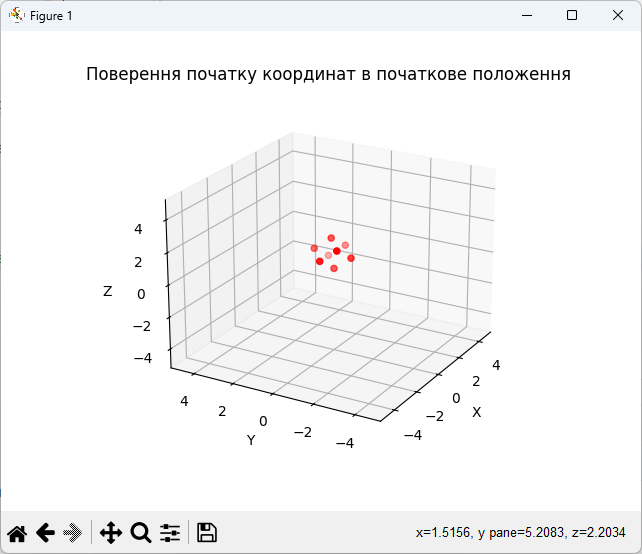 Figure 1
Поверення початку координат в початкове положення
4
2
0
−2
−4
Z
4
2
0
−2
−4
Y
4
2
0
−2
−4
X
x=1.5156, y pane=5.2083, z=2.2034